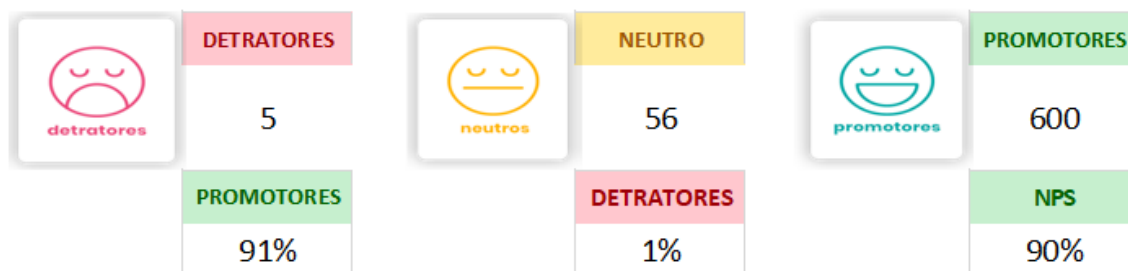 DETRATORES
NEUTRO
PROMOTORES
detratores
5
neutros
56
promotores
600
PROMOTORES
DETRATORES
NPS
91%
1%
90%